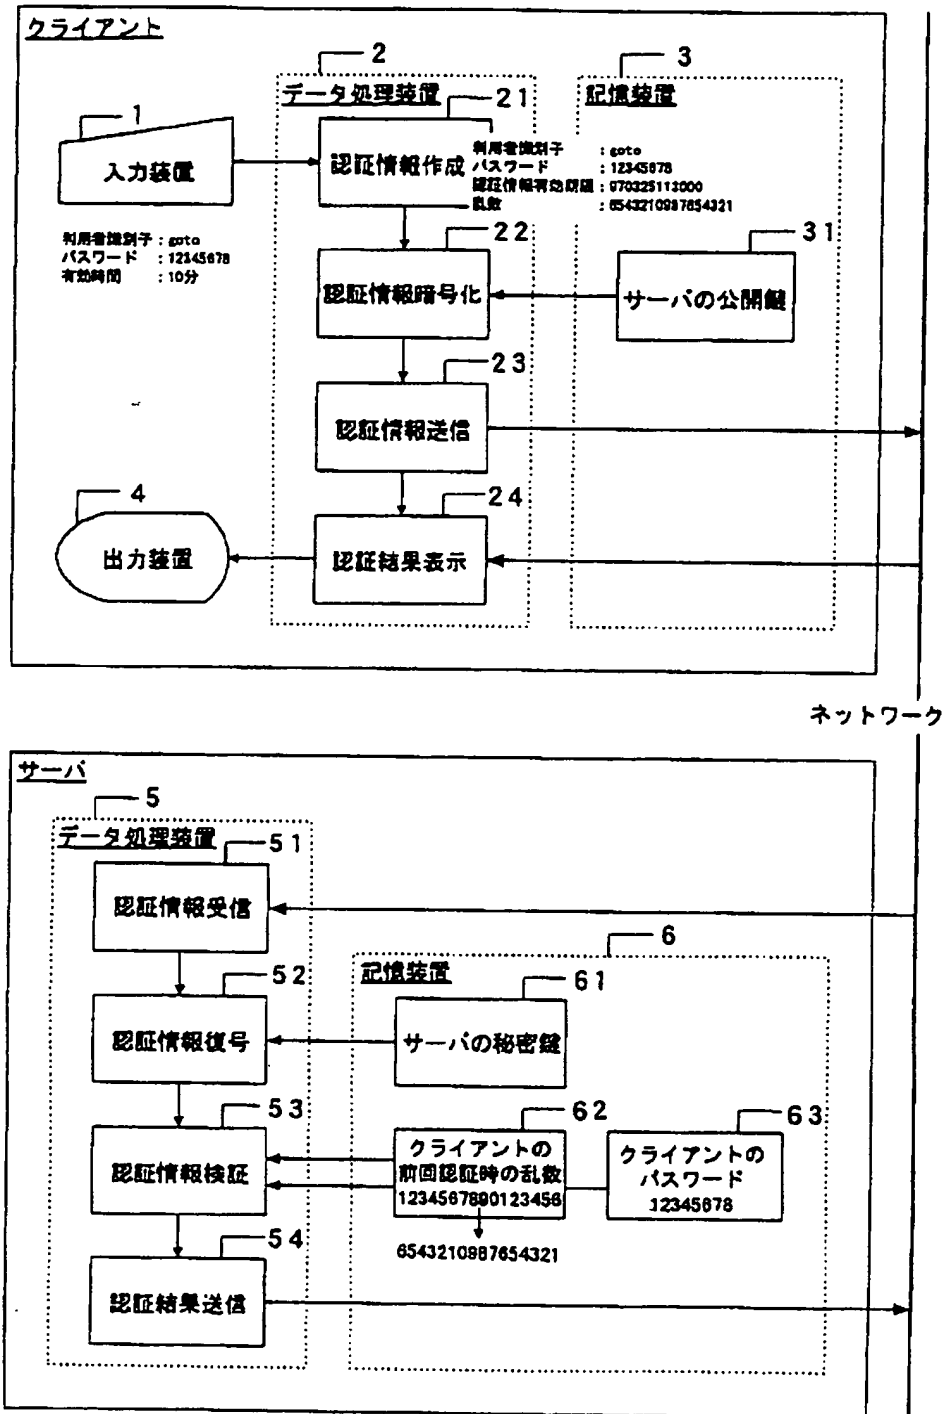 クライアント
2
3
データ処理装置
21
記憶装置
1
入力装置
認証情報作成
利用者識別子 : goto
パスワード : 12345678
認証情報有効期限 : 970325113000
乱数 : 6543210987654321
利用者識別子 : goto
パスワード : 12345678
有効時間 : 10分
22
31
認証情報暗号化
サーバの公開鍵
23
認証情報送信
4
24
出力装置
認証結果表示
ネットワーク
サーバ
5
データ処理装置
51
認証情報受信
6
記憶装置
52
61
認証情報復号
サーバの秘密鍵
53
62
63
認証情報検証
クライアントの
前回認証時の乱数
1234567890123456
クライアントの
パスワード
12345678
6543210987654321
54
認証結果送信